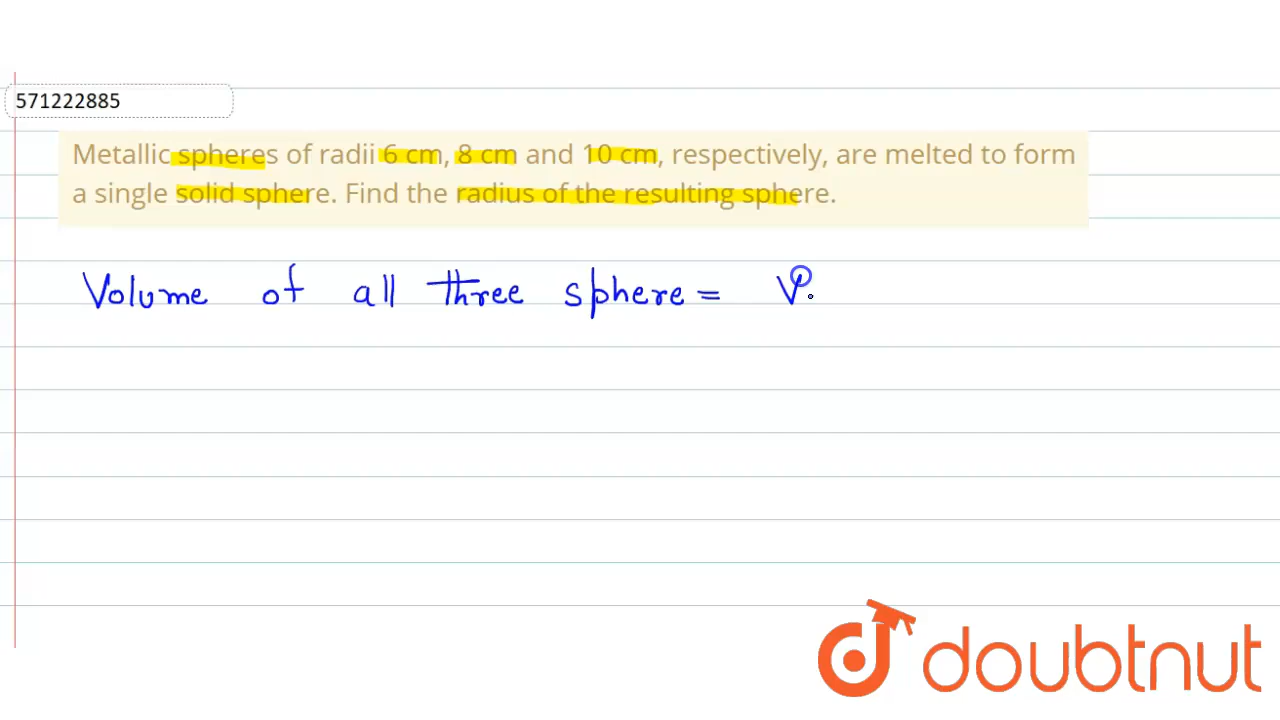 571222885
Metallic spheres of radii 6 cm, 8 cm and 10 cm, respectively, are melted to form
a single solid sphere. Find the radius of the resulting sphere.
Volume of all three sphere = V
doubtnut